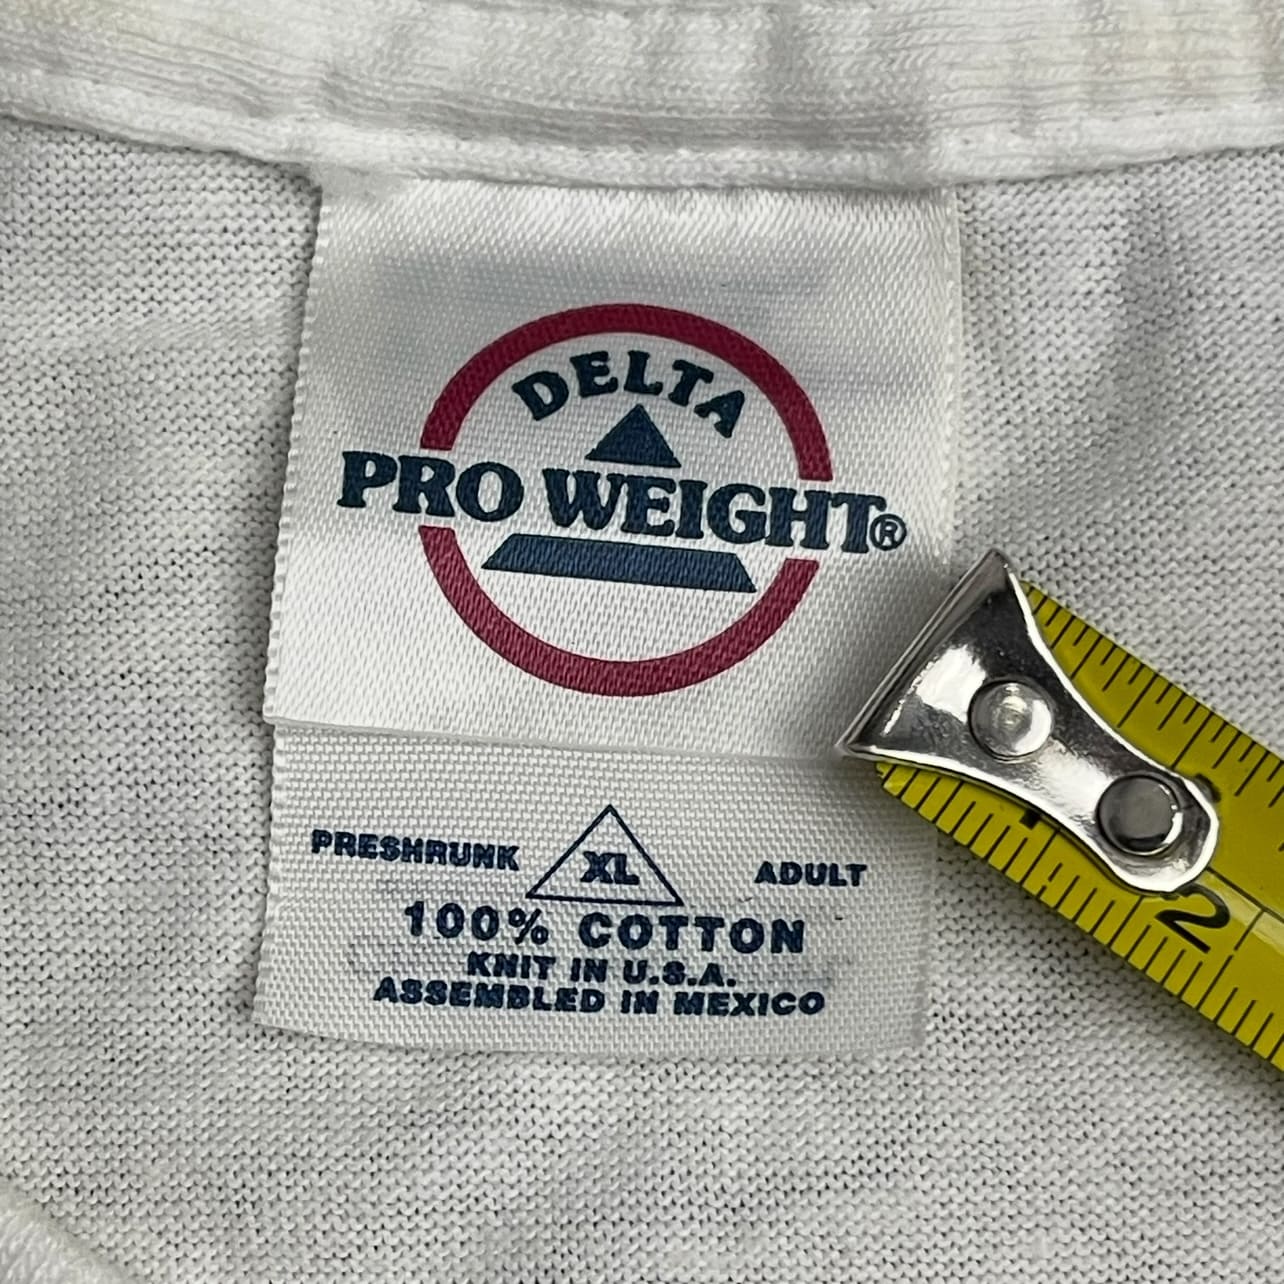 DELTA
PRO WEIGHT®
PRESHRUNK XL ADULT
100% COTTON
KNIT IN U.S.A.
ASSEMBLED IN MEXICO
2